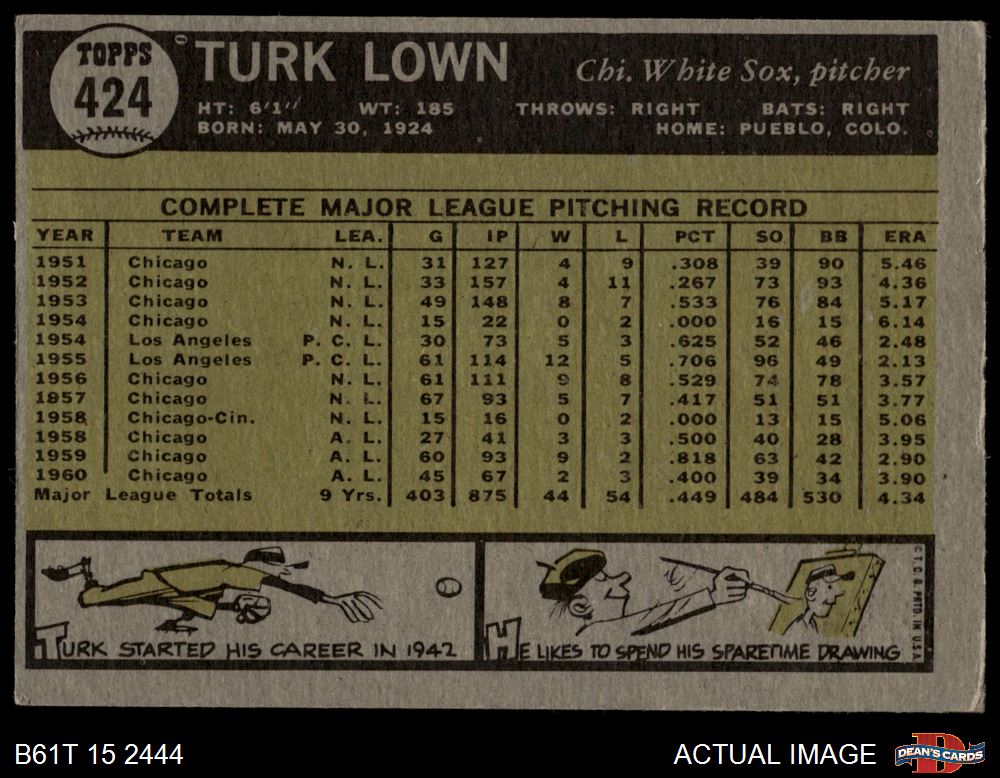 TOPPS
424
TURK LOWN
Chi. White Sox, pitcher
HT: 6'1" WT: 185 THROWS: RIGHT BATS: RIGHT
BORN: MAY 30, 1924 HOME: PUEBLO, COLO.
COMPLETE MAJOR LEAGUE PITCHING RECORD
YEAR TEAM LEA. G IP W L PCT SO BB ERA
1951 Chicago N. L. 31 127 4 9 .308 39 90 5.46
1952 Chicago N. L. 33 157 4 11 .267 73 93 4.36
1953 Chicago N. L. 49 148 8 7 .533 76 84 5.17
1954 Chicago N. L. 15 22 0 2 .000 16 15 6.14
1954 Los Angeles P. C. L. 30 73 5 3 .625 52 46 2.48
1955 Los Angeles P. C. L. 61 114 12 5 .706 96 49 2.13
1956 Chicago N. L. 61 111 9 8 .529 74 78 3.57
1957 Chicago N. L. 67 93 5 7 .417 51 51 3.77
1958 Chicago-Cin. N. L. 15 16 0 2 .000 13 15 5.06
1958 Chicago A. L. 27 41 3 3 .500 40 28 3.95
1959 Chicago A. L. 60 93 9 2 .818 63 42 2.90
1960 Chicago A. L. 45 67 2 3 .400 39 34 3.90
Major League Totals 9 Yrs. 403 875 44 54 .449 484 530 4.34
TURK STARTED HIS CAREER IN 1942
HE LIKES TO SPEND HIS SPARETIME DRAWING
© T. C. G. PRTD. IN U.S.A.
B61T 15 2444
ACTUAL IMAGE
DEAN'S CARDS